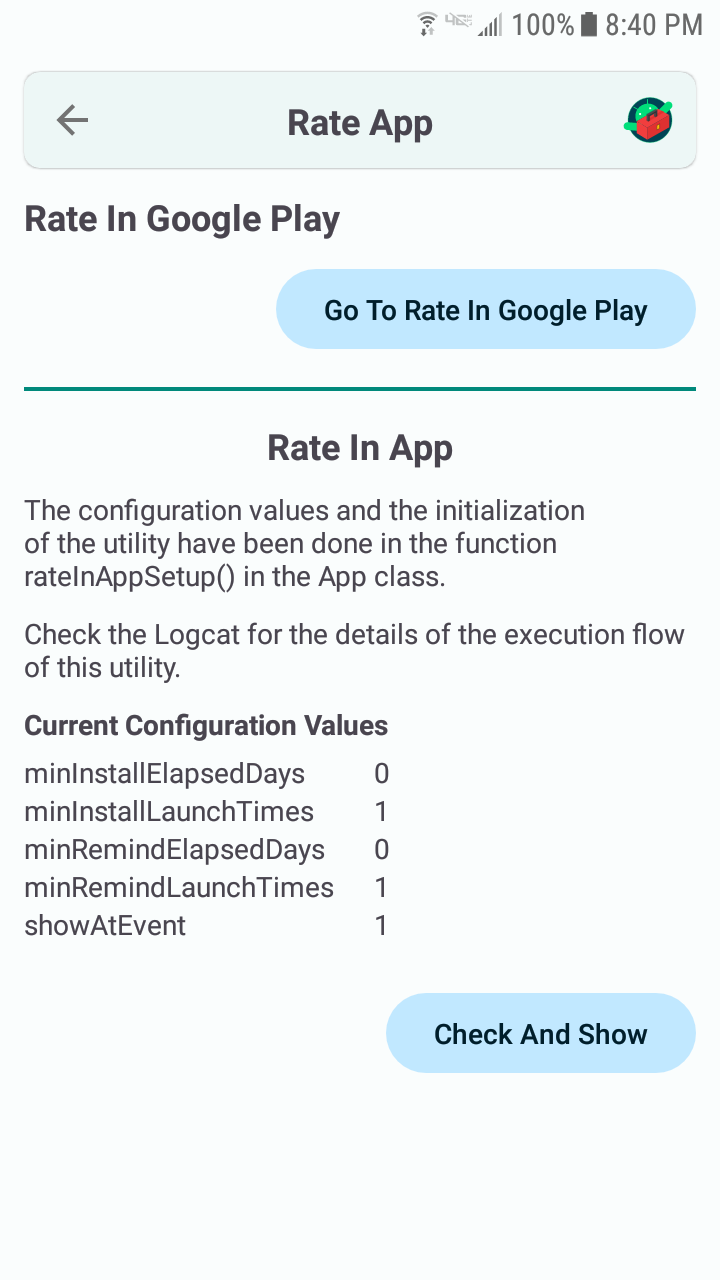 100% 8:40 PM
Rate App
Rate In Google Play
Go To Rate In Google Play
Rate In App
The configuration values and the initialization
of the utility have been done in the function
rateInAppSetup() in the App class.
Check the Logcat for the details of the execution flow
of this utility.
Current Configuration Values
minInstallElapsedDays 0
minInstallLaunchTimes 1
minRemindElapsedDays 0
minRemindLaunchTimes 1
showAtEvent 1
Check And Show